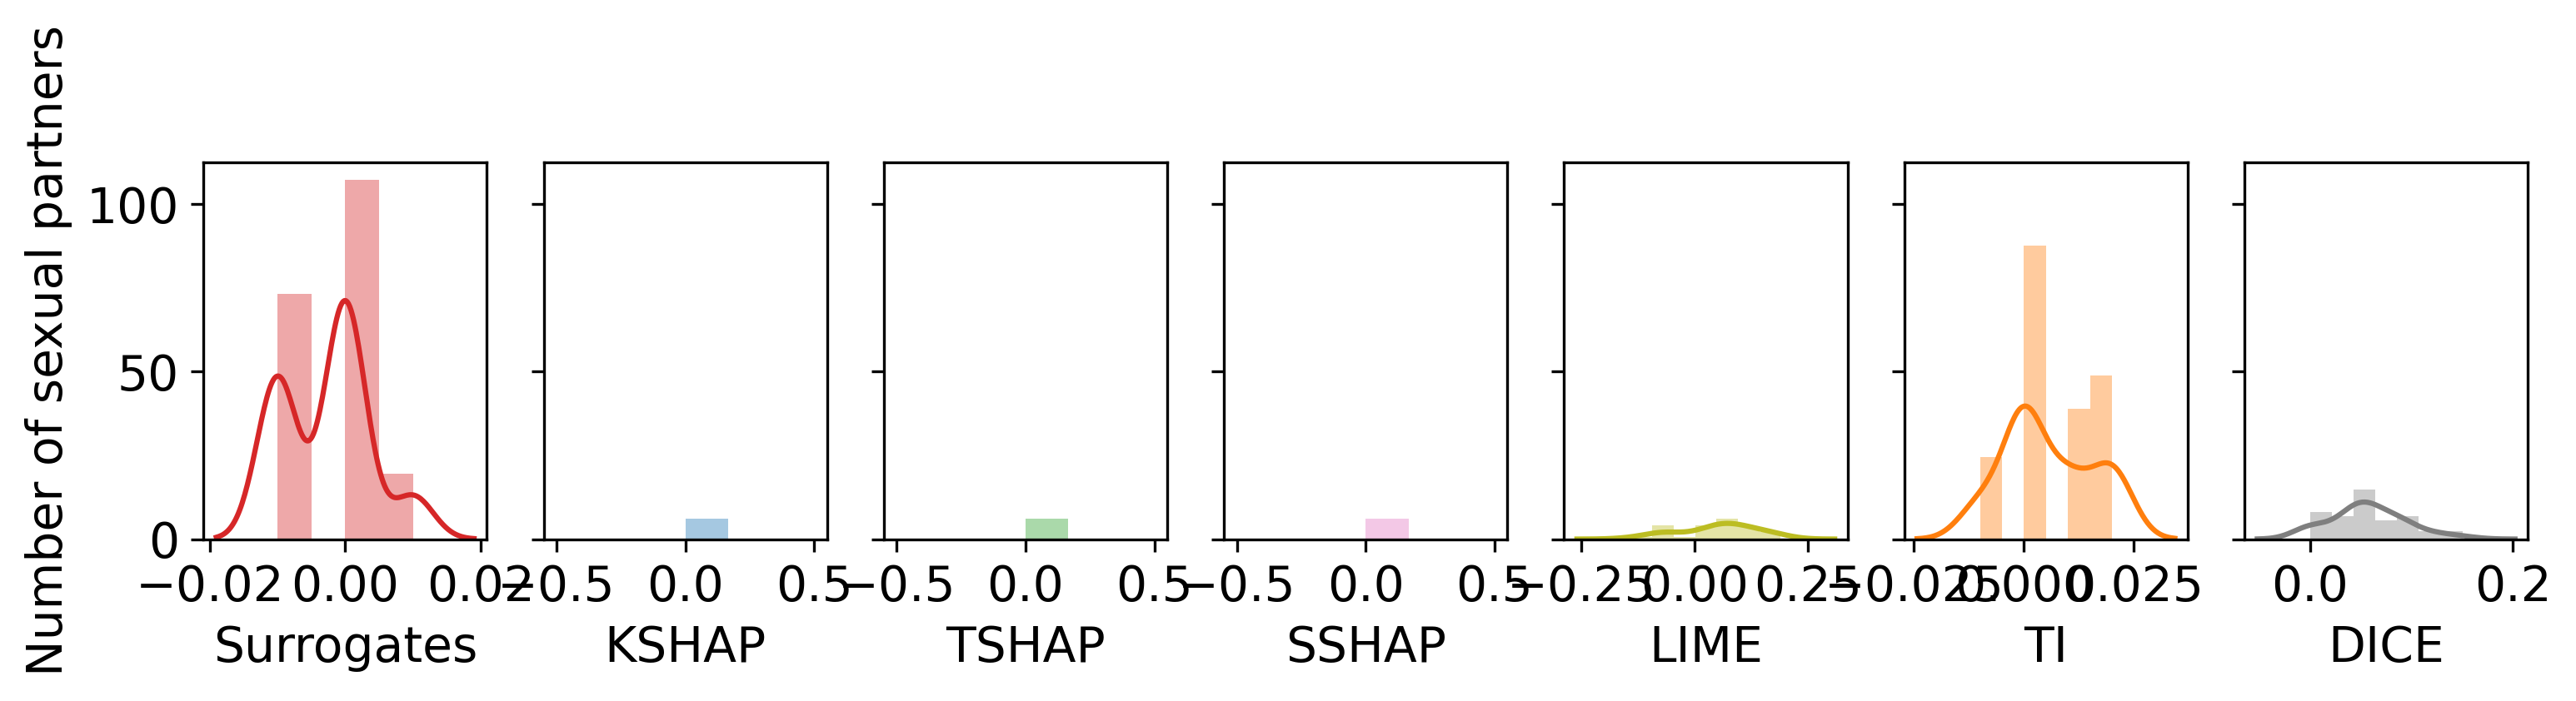 Number of sexual partners
100
50
0
−0.02 0.00 0.02
−0.5 0.0 0.5
−0.5 0.0 0.5
−0.5 0.0 0.5
−0.25 0.00 0.25
−0.025 0.000 0.025
0.0 0.2
Surrogates KSHAP TSHAP SSHAP LIME TI DICE